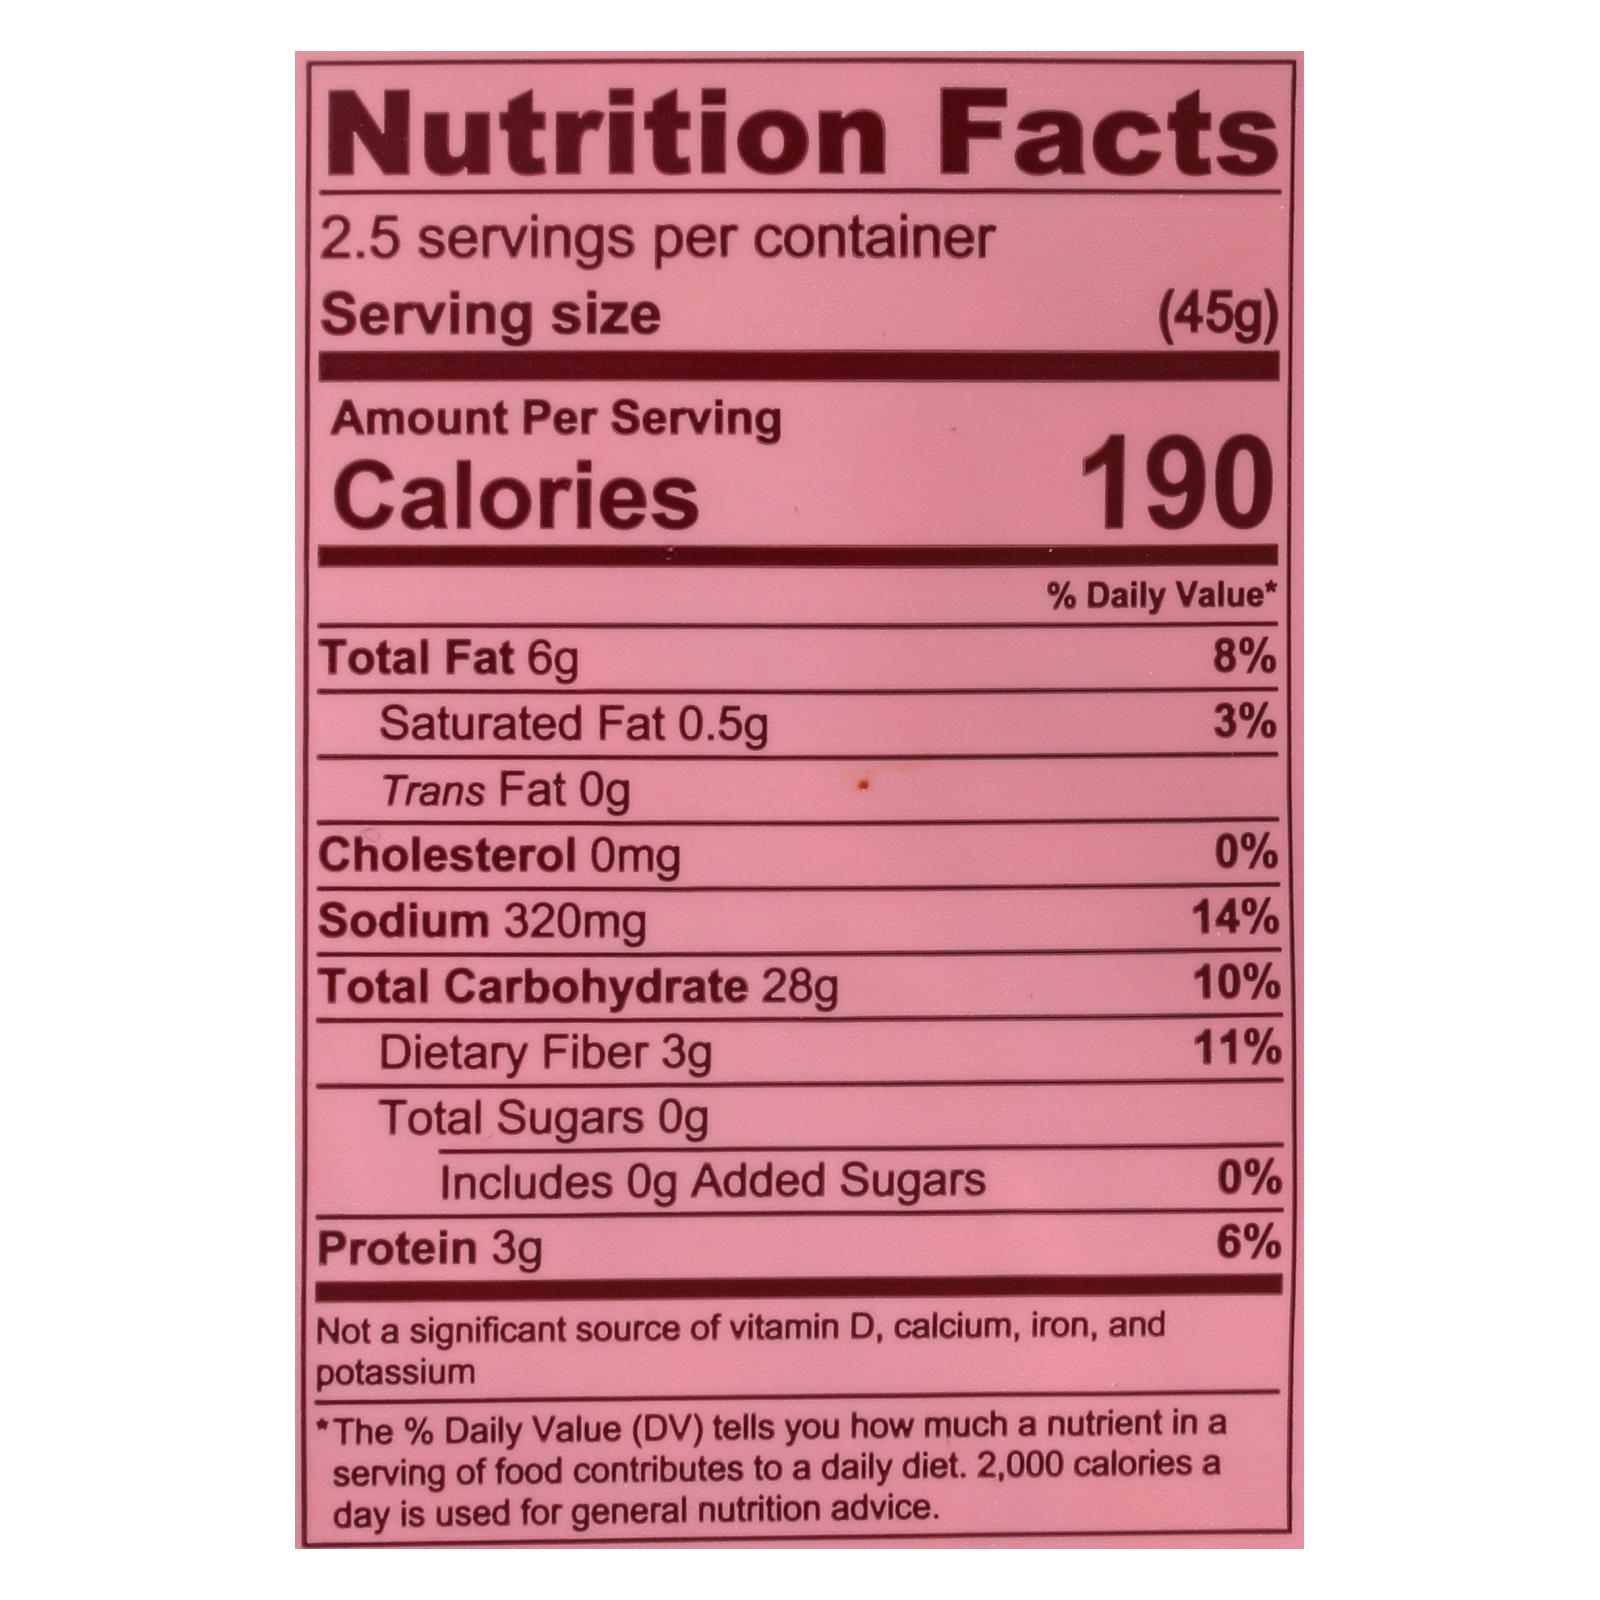 Nutrition Facts
2.5 servings per container
Serving size (45g)
Amount Per Serving
Calories 190
% Daily Value*
Total Fat 6g 8%
Saturated Fat 0.5g 3%
Trans Fat 0g
Cholesterol 0mg 0%
Sodium 320mg 14%
Total Carbohydrate 28g 10%
Dietary Fiber 3g 11%
Total Sugars 0g
Includes 0g Added Sugars 0%
Protein 3g 6%
Not a significant source of vitamin D, calcium, iron, and
potassium
*The % Daily Value (DV) tells you how much a nutrient in a
serving of food contributes to a daily diet. 2,000 calories a
day is used for general nutrition advice.